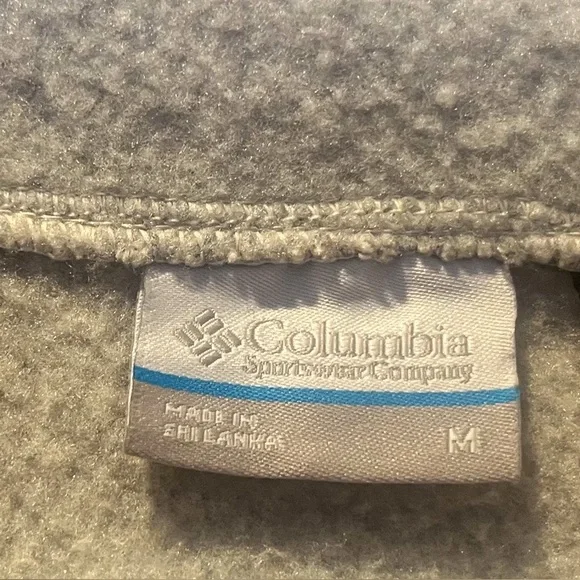 Columbia
Sportswear Company
MADE IN
SRI LANKA
M